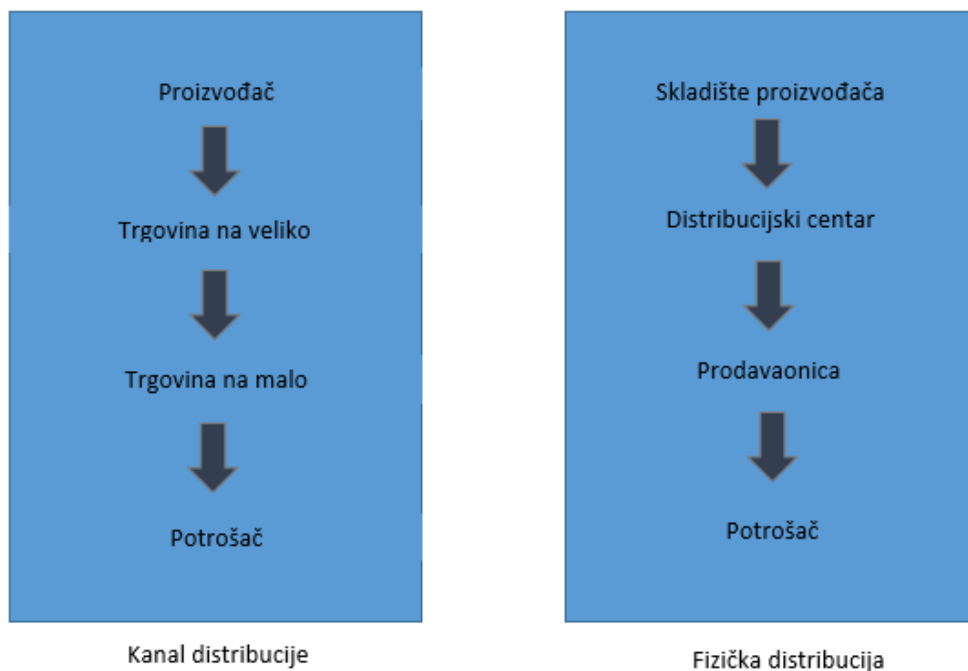 Proizvođač
Trgovina na veliko
Trgovina na malo
Potrošač
Kanal distribucije
Skladište proizvođača
Distribucijski centar
Prodavaonica
Potrošač
Fizička distribucija